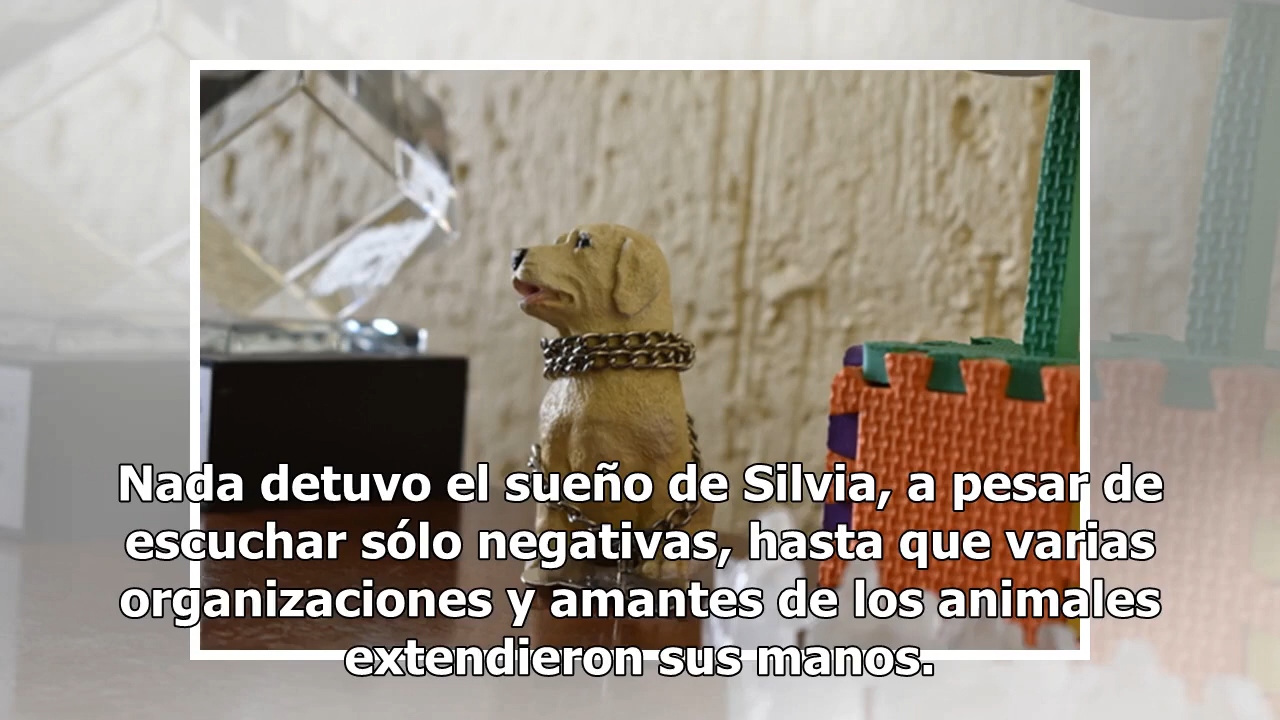 Nada detuvo el sueño de Silvia, a pesar de
escuchar sólo negativas, hasta que varias
organizaciones y amantes de los animales
extendieron sus manos.